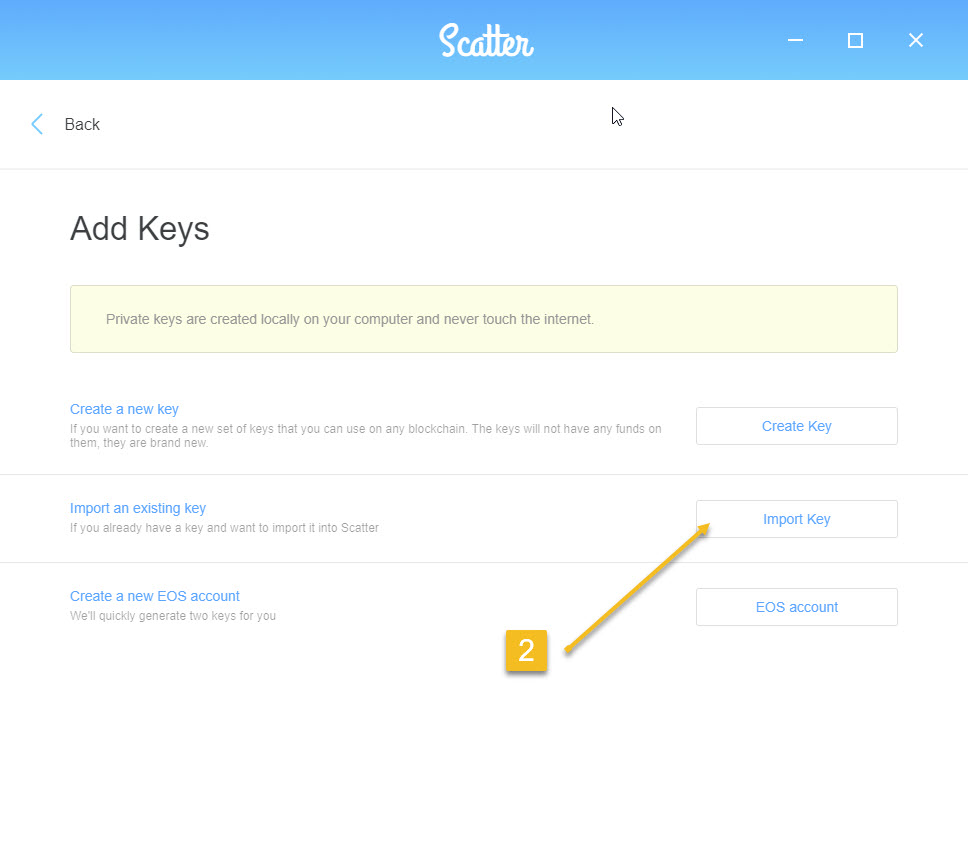 Scatter
Back
Add Keys
Private keys are created locally on your computer and never touch the internet.
Create a new key
If you want to create a new set of keys that you can use on any blockchain. The keys will not have any funds on
them, they are brand new.
Create Key
Import an existing key
If you already have a key and want to import it into Scatter
Import Key
Create a new EOS account
We'll quickly generate two keys for you
EOS account
2